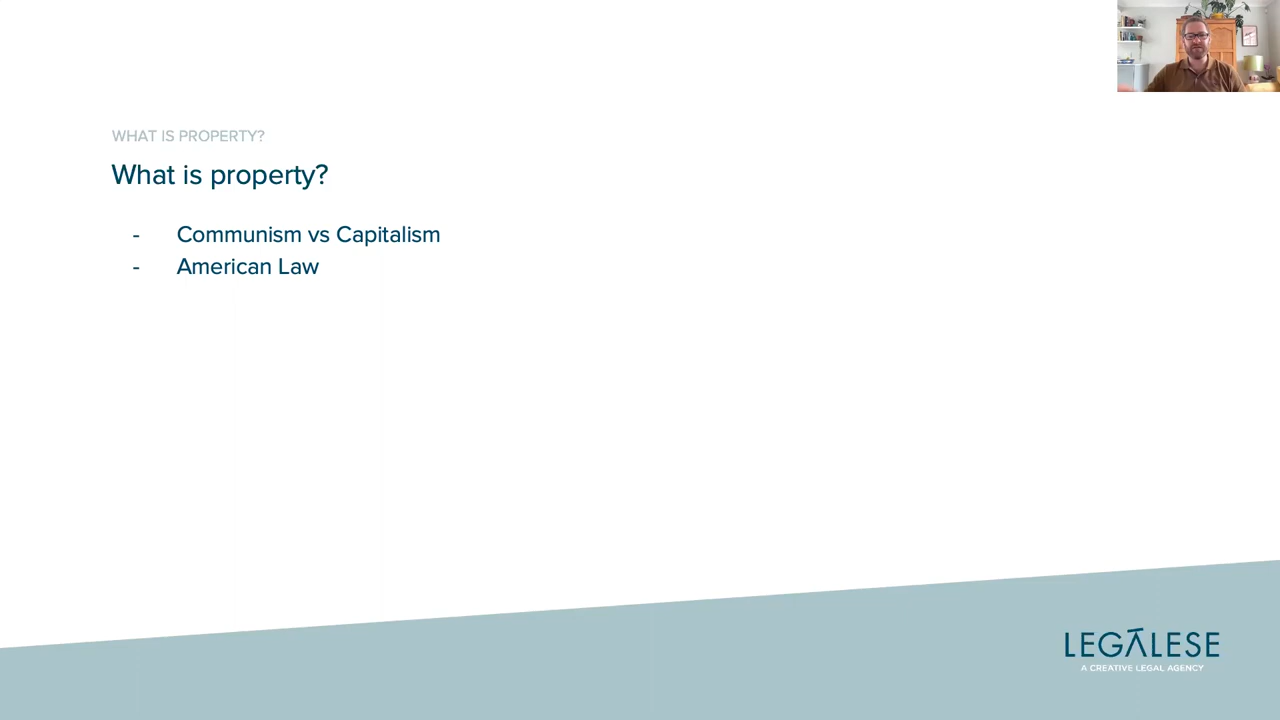 WHAT IS PROPERTY?
What is property?
- Communism vs Capitalism
- American Law
LEGALESE
A CREATIVE LEGAL AGENCY